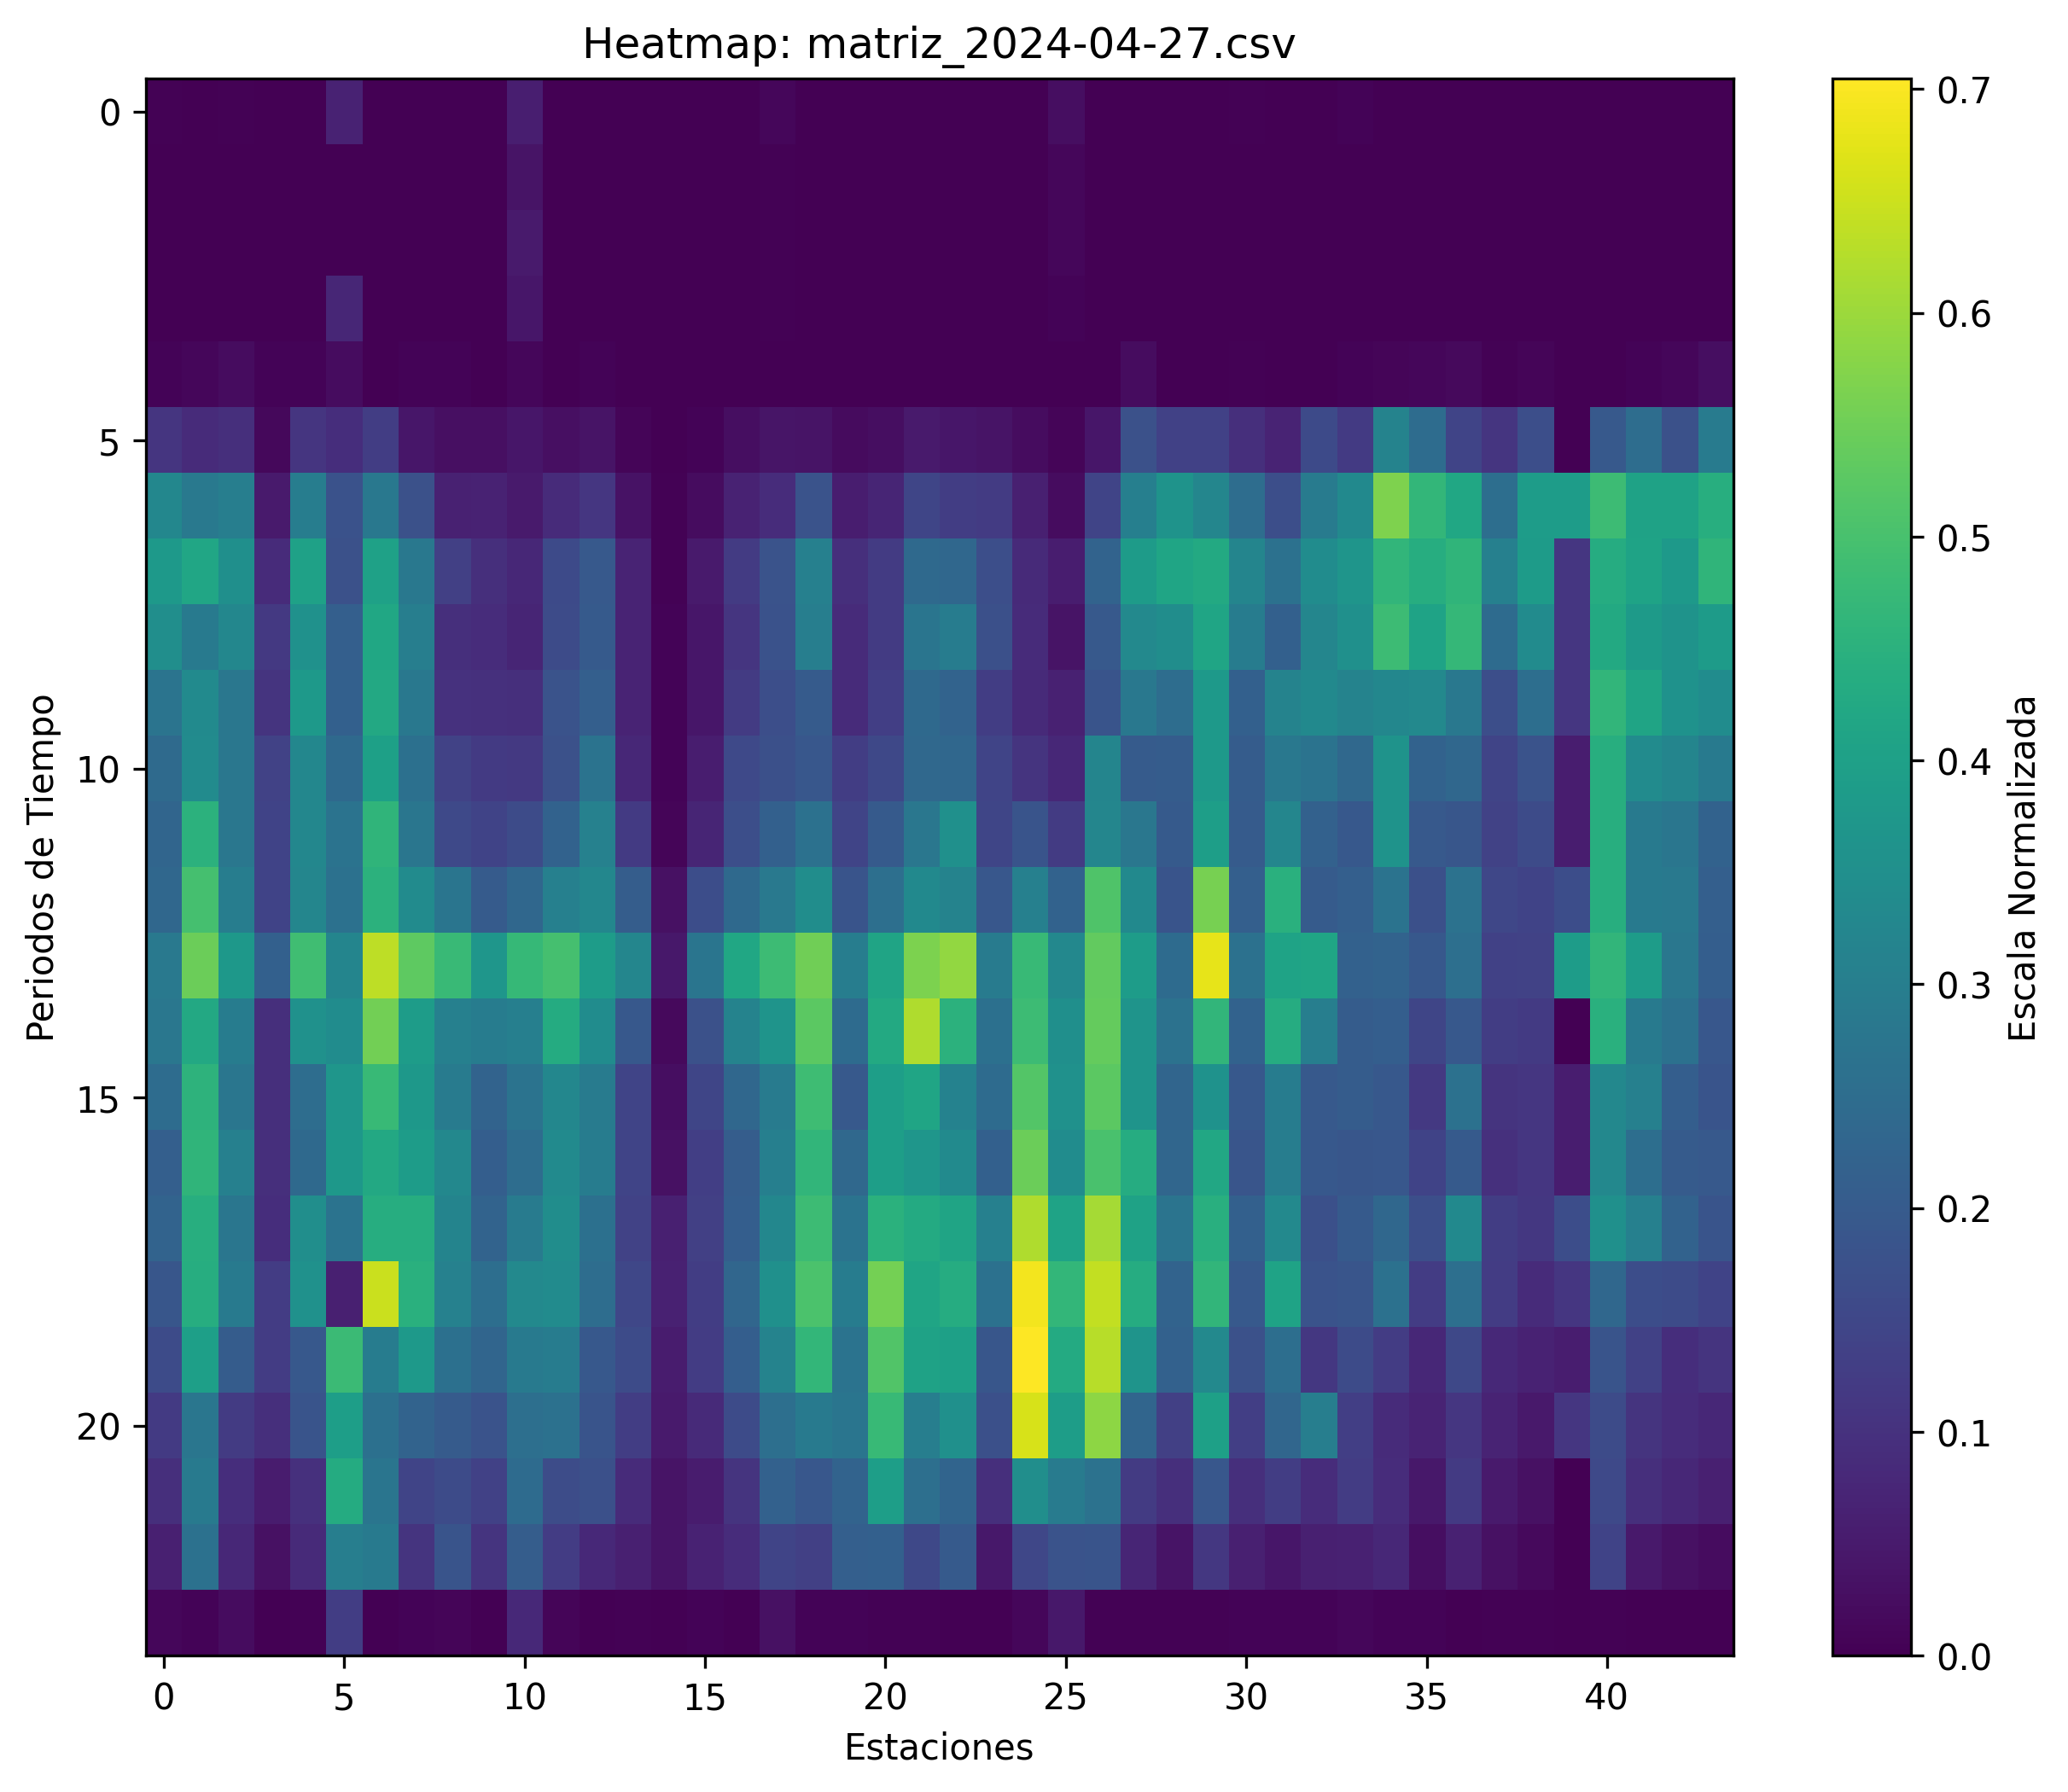 Heatmap: matriz_2024-04-27.csv
Periodos de Tiempo
0
5
10
15
20
0 5 10 15 20 25 30 35 40
Estaciones
0.7
0.6
0.5
0.4
0.3
0.2
0.1
0.0
Escala Normalizada